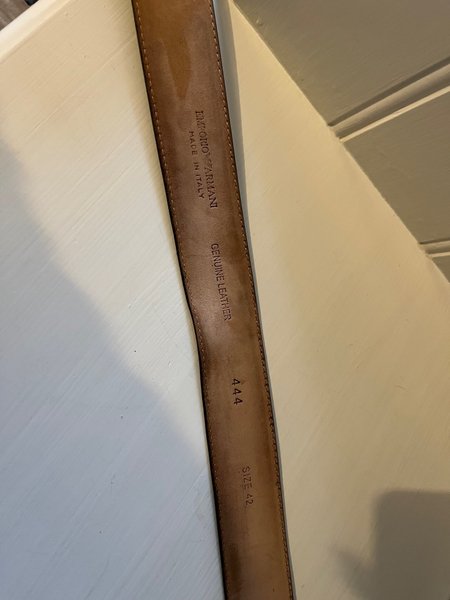 EMPORIO ARMANI
MADE IN ITALY
GENUINE LEATHER
444
SIZE 42